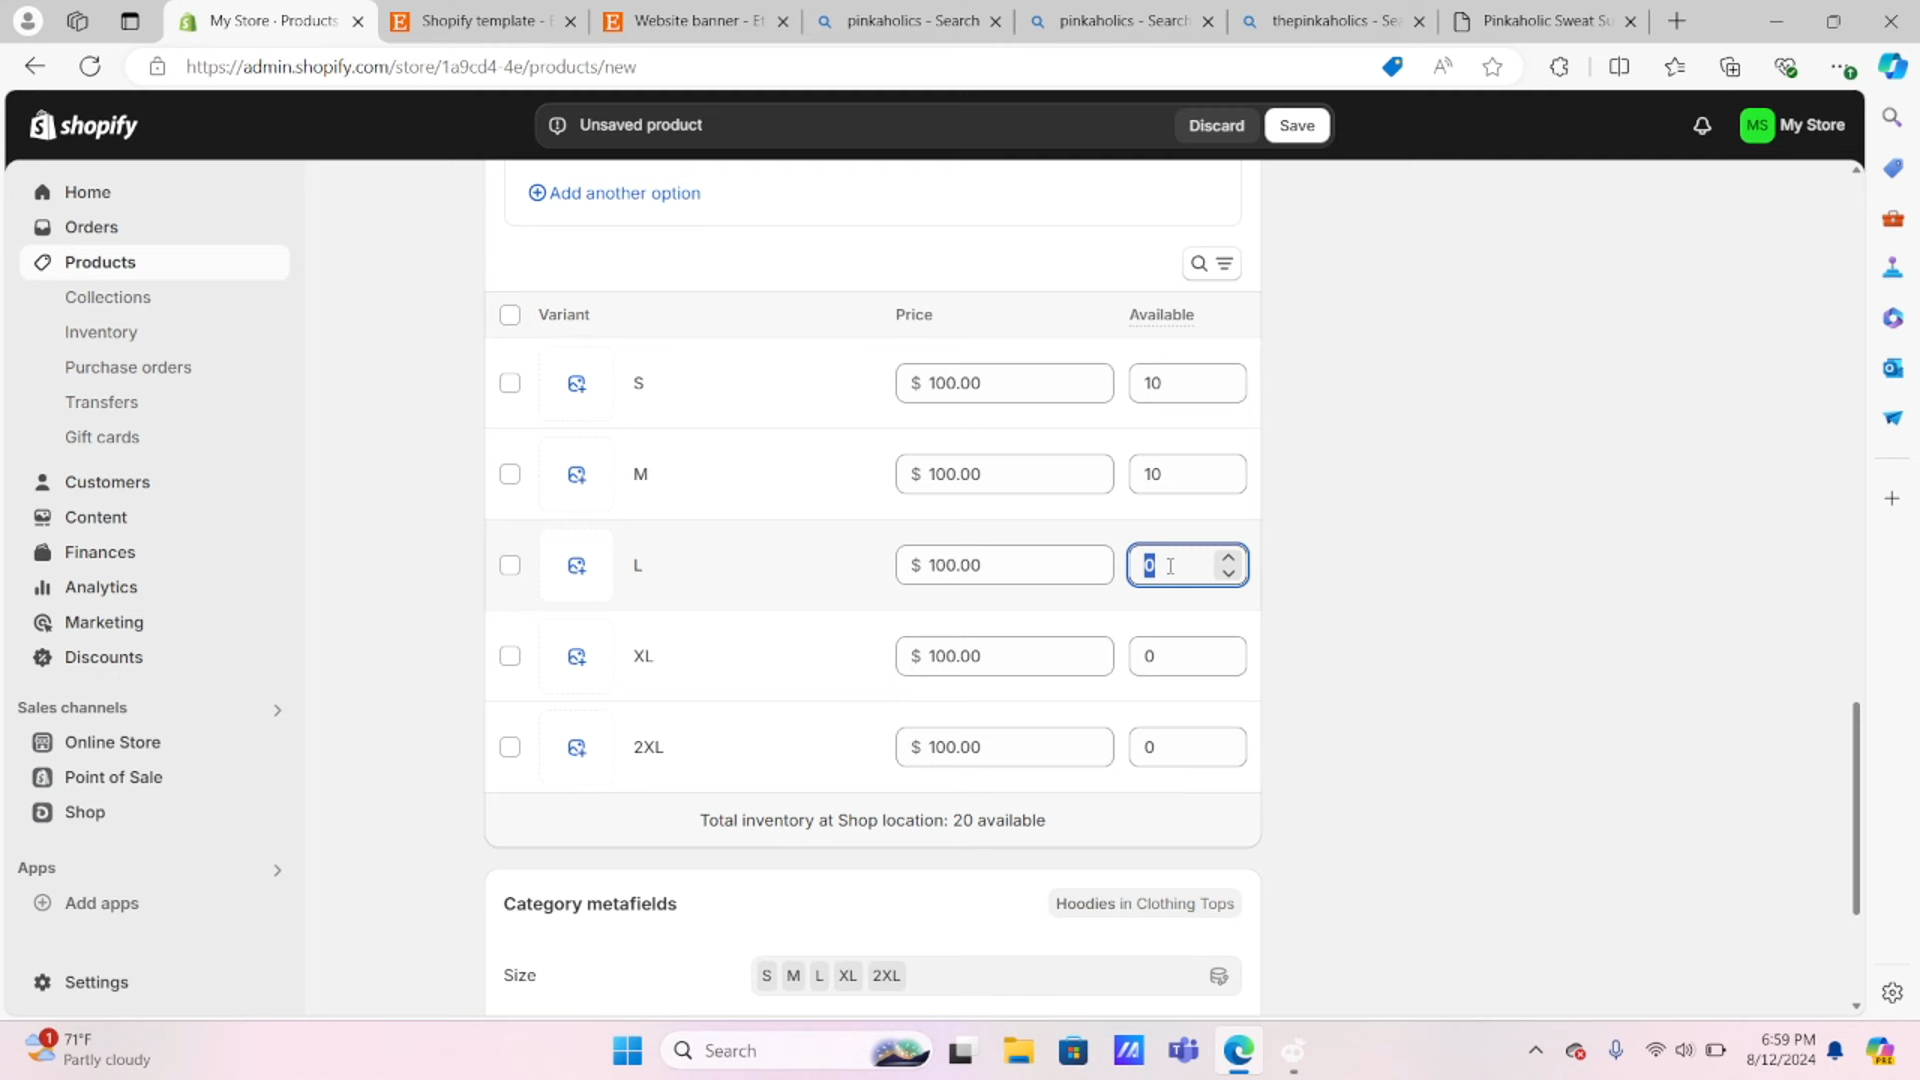 My Store · Products
Shopify template - E
Website banner - Et
pinkaholics - Search
pinkaholics - Search
thepinkaholics - Sea
Pinkaholic Sweat Su
https://admin.shopify.com/store/1a9cd4-4e/products/new
shopify
Unsaved product
Discard
Save
MS
My Store
Home
Orders
Products
Collections
Inventory
Purchase orders
Transfers
Gift cards
Customers
Content
Finances
Analytics
Marketing
Discounts
Sales channels
Online Store
Point of Sale
Shop
Apps
Add apps
Settings
Add another option
Variant Price Available
S $ 100.00 10
M $ 100.00 10
L $ 100.00 0
XL $ 100.00 0
2XL $ 100.00 0
Total inventory at Shop location: 20 available
Category metafields
Hoodies in Clothing Tops
Size S M L XL 2XL
1
71°F
Partly cloudy
Search
6:59 PM
8/12/2024
PRE